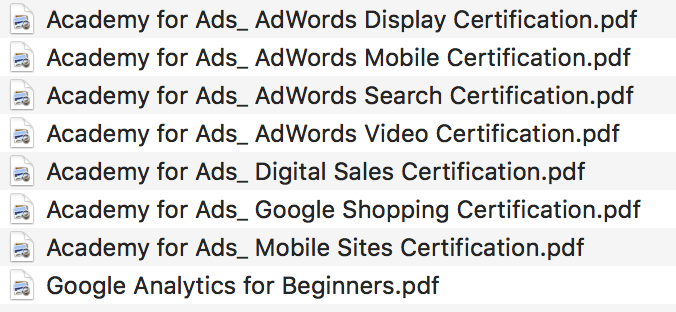 Academy for Ads_ AdWords Display Certification.pdf
Academy for Ads_ AdWords Mobile Certification.pdf
Academy for Ads_ AdWords Search Certification.pdf
Academy for Ads_ AdWords Video Certification.pdf
Academy for Ads_ Digital Sales Certification.pdf
Academy for Ads_ Google Shopping Certification.pdf
Academy for Ads_ Mobile Sites Certification.pdf
Google Analytics for Beginners.pdf